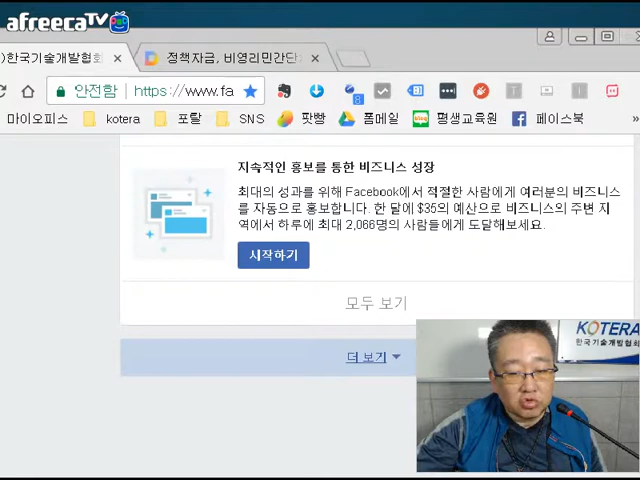 afreecaTV
)한국기술개발협회
정책자금, 비영리민간단
안전함
https://www.fa
8
마이오피스
kotera
포탈
SNS
팟빵
폼메일
blog
평생교육원
페이스북
»
지속적인 홍보를 통한 비즈니스 성장
최대의 성과를 위해 Facebook에서 적절한 사람에게 여러분의 비즈니스
를 자동으로 홍보합니다. 한 달에 $35의 예산으로 비즈니스의 주변 지
역에서 하루에 최대 2,066명의 사람들에게 도달해보세요.
시작하기
모두 보기
더 보기
KOTERA
한국기술개발협회